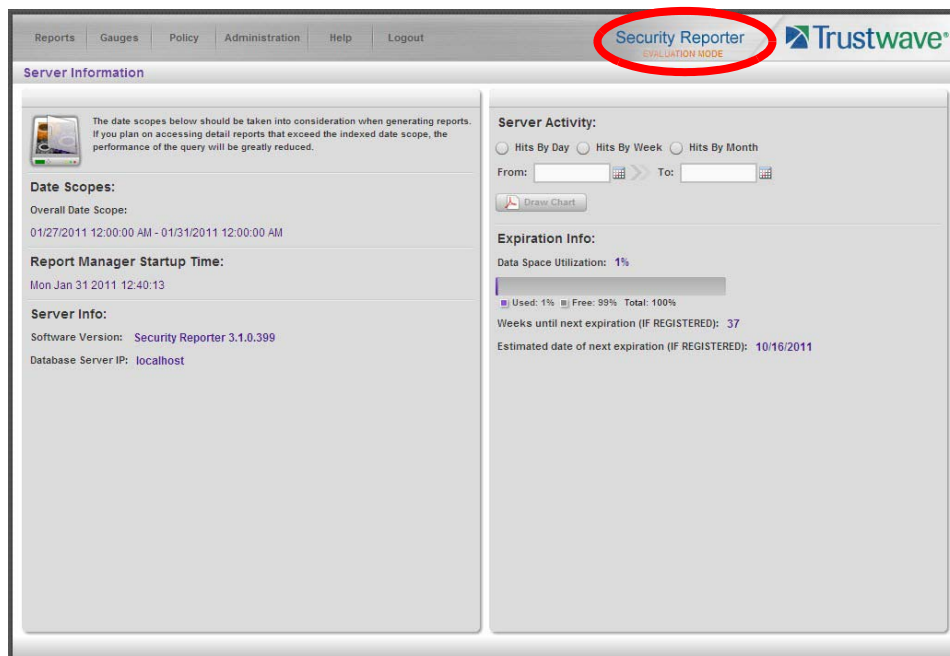 Reports Gauges Policy Administration Help Logout
Security Reporter
EVALUATION MODE
Trustwave®
Server Information
The date scopes below should be taken into consideration when generating reports.
If you plan on accessing detail reports that exceed the indexed date scope, the
performance of the query will be greatly reduced.
Date Scopes:
Overall Date Scope:
01/27/2011 12:00:00 AM - 01/31/2011 12:00:00 AM
Report Manager Startup Time:
Mon Jan 31 2011 12:40:13
Server Info:
Software Version: Security Reporter 3.1.0.399
Database Server IP: localhost
Server Activity:
Hits By Day Hits By Week Hits By Month
From: To:
Draw Chart
Expiration Info:
Data Space Utilization: 1%
Used: 1% Free: 99% Total: 100%
Weeks until next expiration (IF REGISTERED): 37
Estimated date of next expiration (IF REGISTERED): 10/16/2011